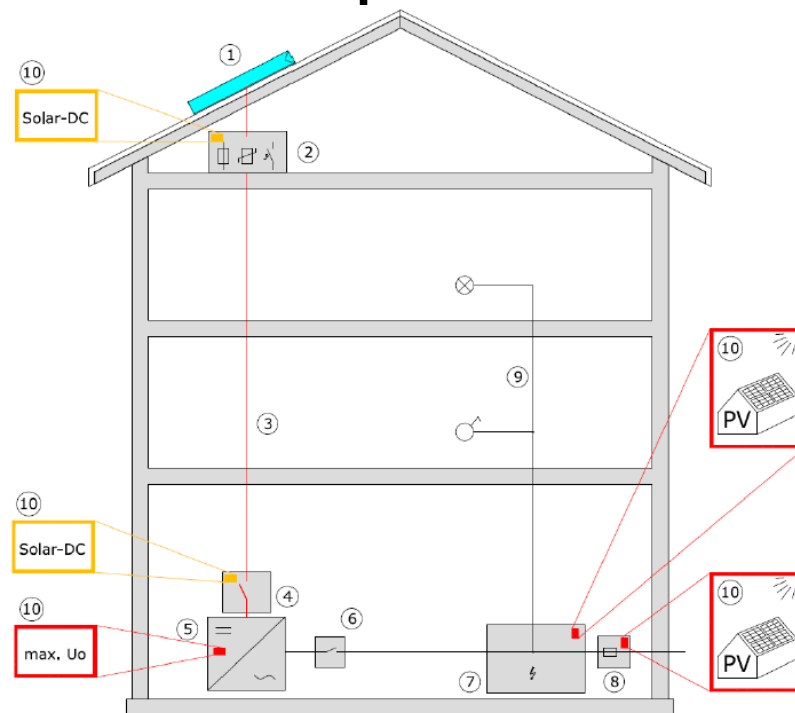 ①
⑩
Solar-DC
②
⑩
PV
⑨
③
⑩
Solar-DC
④
⑩
max. Uo
⑤
⑥
⑦
⑧
⑩
PV